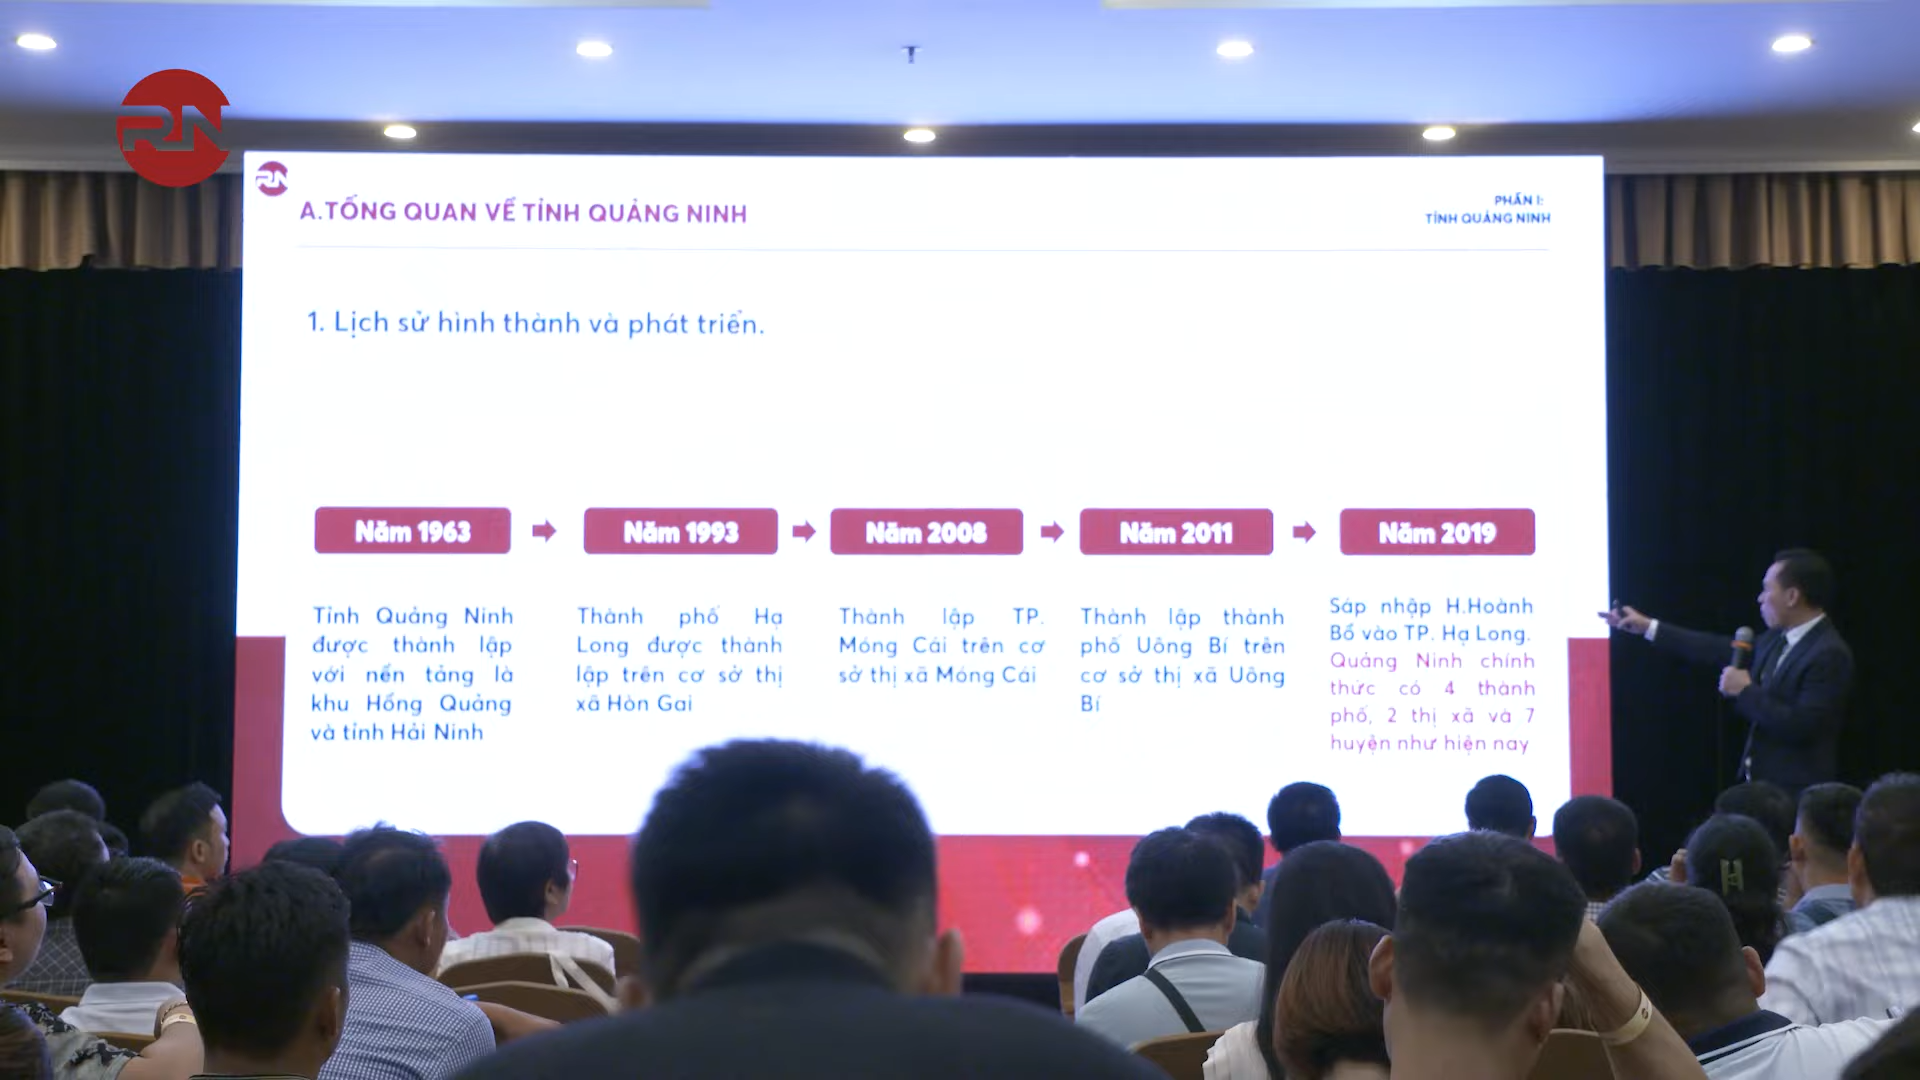 RN
RN
A.TỔNG QUAN VỀ TỈNH QUẢNG NINH
PHẦN I:
TỈNH QUẢNG NINH
1. Lịch sử hình thành và phát triển.
Năm 1963
Tỉnh Quảng Ninh
được thành lập
với nền tảng là
khu Hồng Quảng
và tỉnh Hải Ninh
Năm 1993
Thành phố Hạ
Long được thành
lập trên cơ sở thị
xã Hòn Gai
Năm 2008
Thành lập TP.
Móng Cái trên cơ
sở thị xã Móng Cái
Năm 2011
Thành lập thành
phố Uông Bí trên
cơ sở thị xã Uông
Bí
Năm 2019
Sáp nhập H.Hoành
Bồ vào TP. Hạ Long.
Quảng Ninh chính
thức có 4 thành
phố, 2 thị xã và 7
huyện như hiện nay